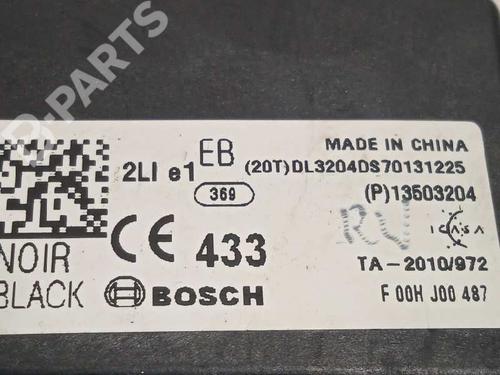 B-PARTS
MADE IN CHINA
2LI e1 EB (20T)DL3204DS70131225
369
(P)13503204
CE 433
ICASA
NOIR
TA-2010/972
BLACK BOSCH
F 00H J00 487